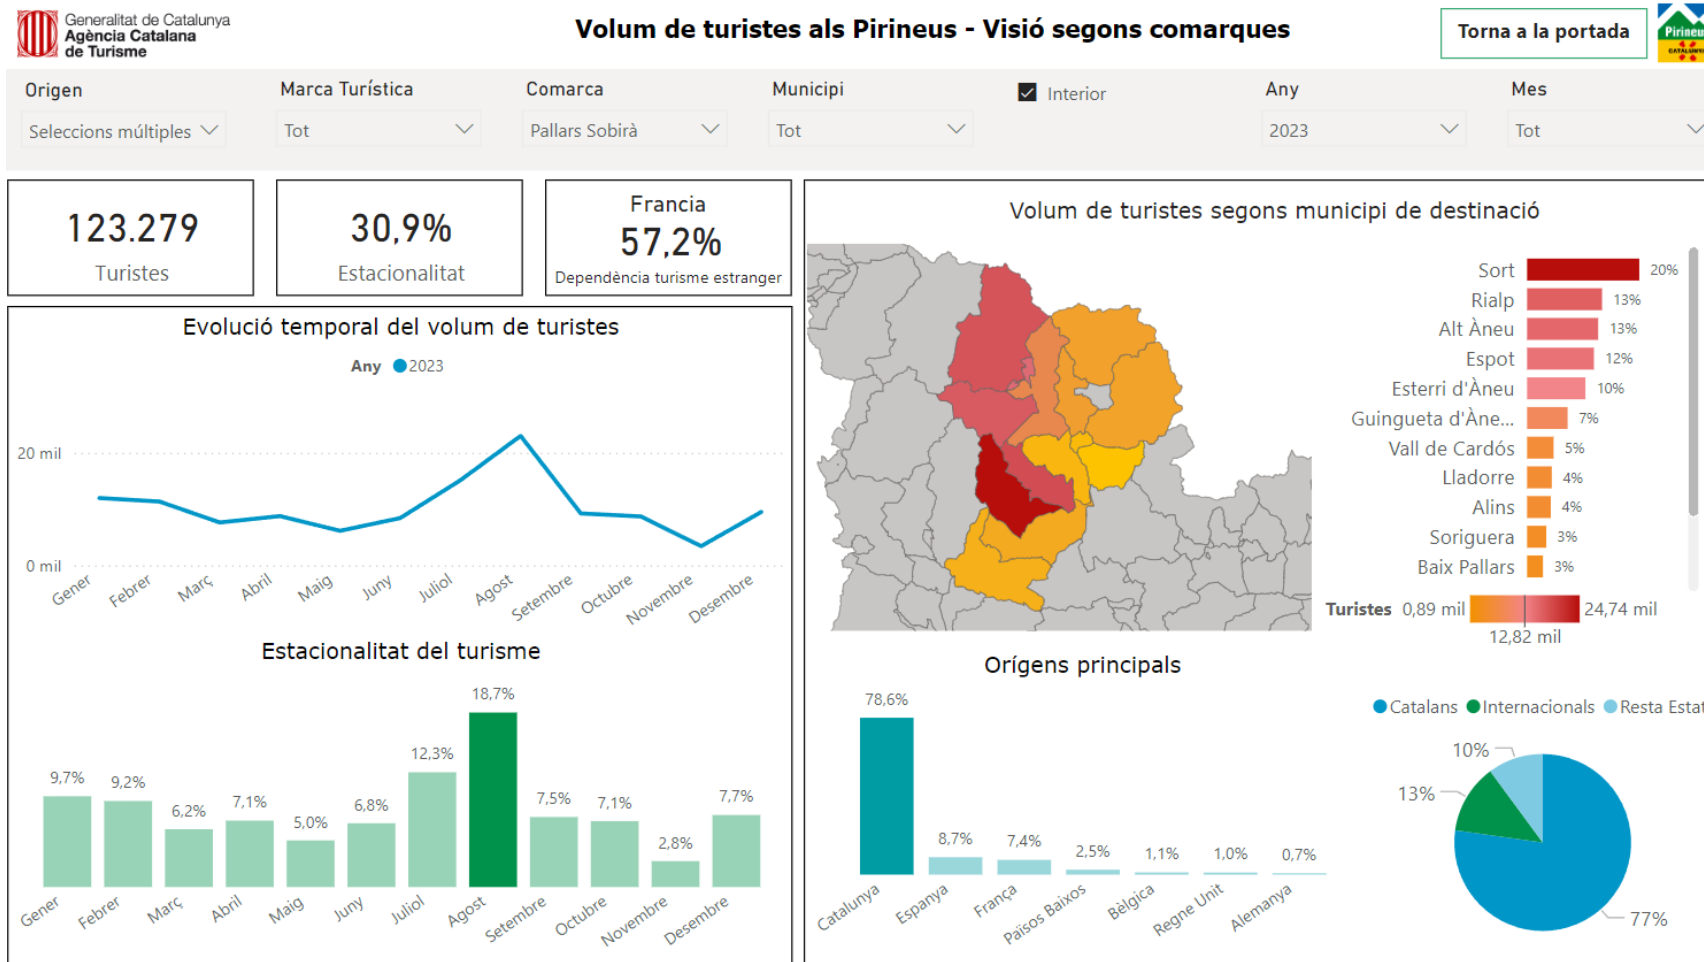 Generalitat de Catalunya
Agència Catalana
de Turisme
Volum de turistes als Pirineus - Visió segons comarques
Torna a la portada
Pirineus
CATALUNYA
Origen
Marca Turística
Comarca
Municipi
Interior
Any
Mes
Seleccions múltiples
Tot
Pallars Sobirà
Tot
2023
Tot
123.279
Turistes
30,9%
Estacionalitat
Francia
57,2%
Dependència turisme estranger
Evolució temporal del volum de turistes
Any 2023
20 mil
0 mil
Gener
Febrer
Març
Abril
Maig
Juny
Juliol
Agost
Setembre
Octubre
Novembre
Desembre
Estacionalitat del turisme
9,7%
9,2%
6,2%
7,1%
5,0%
6,8%
12,3%
18,7%
7,5%
7,1%
2,8%
7,7%
Gener
Febrer
Març
Abril
Maig
Juny
Juliol
Agost
Setembre
Octubre
Novembre
Desembre
Volum de turistes segons municipi de destinació
Sort 20%
Rialp 13%
Alt Àneu 13%
Espot 12%
Esterri d'Àneu 10%
Guingueta d'Àne... 7%
Vall de Cardós 5%
Lladorre 4%
Alins 4%
Soriguera 3%
Baix Pallars 3%
Turistes 0,89 mil 24,74 mil
12,82 mil
Orígens principals
78,6%
8,7%
7,4%
2,5%
1,1%
1,0%
0,7%
Catalunya
Espanya
França
Països Baixos
Bèlgica
Regne Unit
Alemanya
Catalans Internacionals Resta Estat
10%
13%
77%